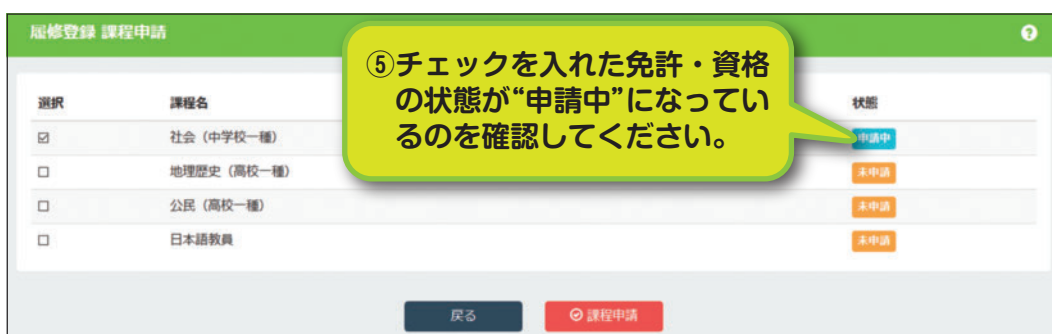 履修登録 課程申請
⑤チェックを入れた免許・資格
の状態が“申請中”になってい
るのを確認してください。
選択 課程名 状態
社会（中学校一種） 申請中
地理歴史（高校一種） 未申請
公民（高校一種） 未申請
日本語教員 未申請
戻る 課程申請